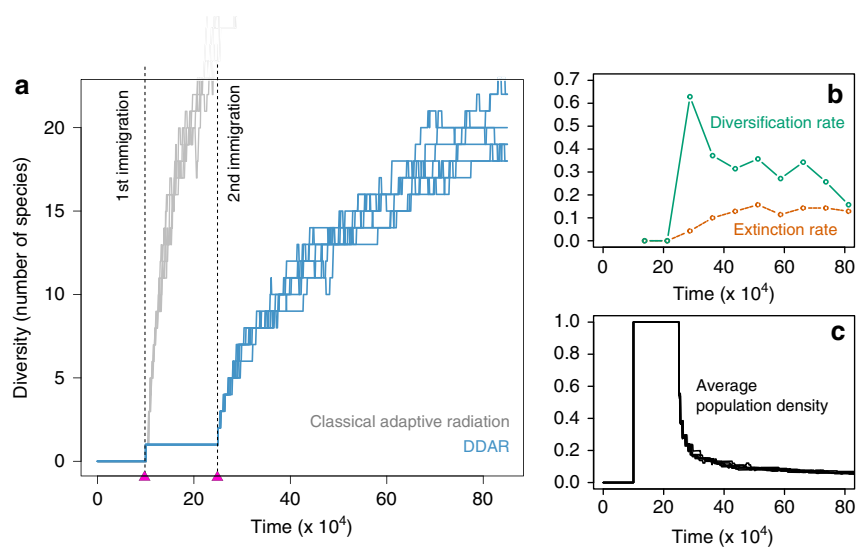 a
Diversity (number of species)
20
15
10
5
0
1st immigration
2nd immigration
Classical adaptive radiation
DDAR
0 20 40 60 80
Time (x 10⁴)
b
0.7
0.6
0.5
0.4
0.3
0.2
0.1
0.0
Diversification rate
Extinction rate
0 20 40 60 80
Time (x 10⁴)
c
1.0
0.8
0.6
0.4
0.2
0.0
Average
population density
0 20 40 60 80
Time (x 10⁴)